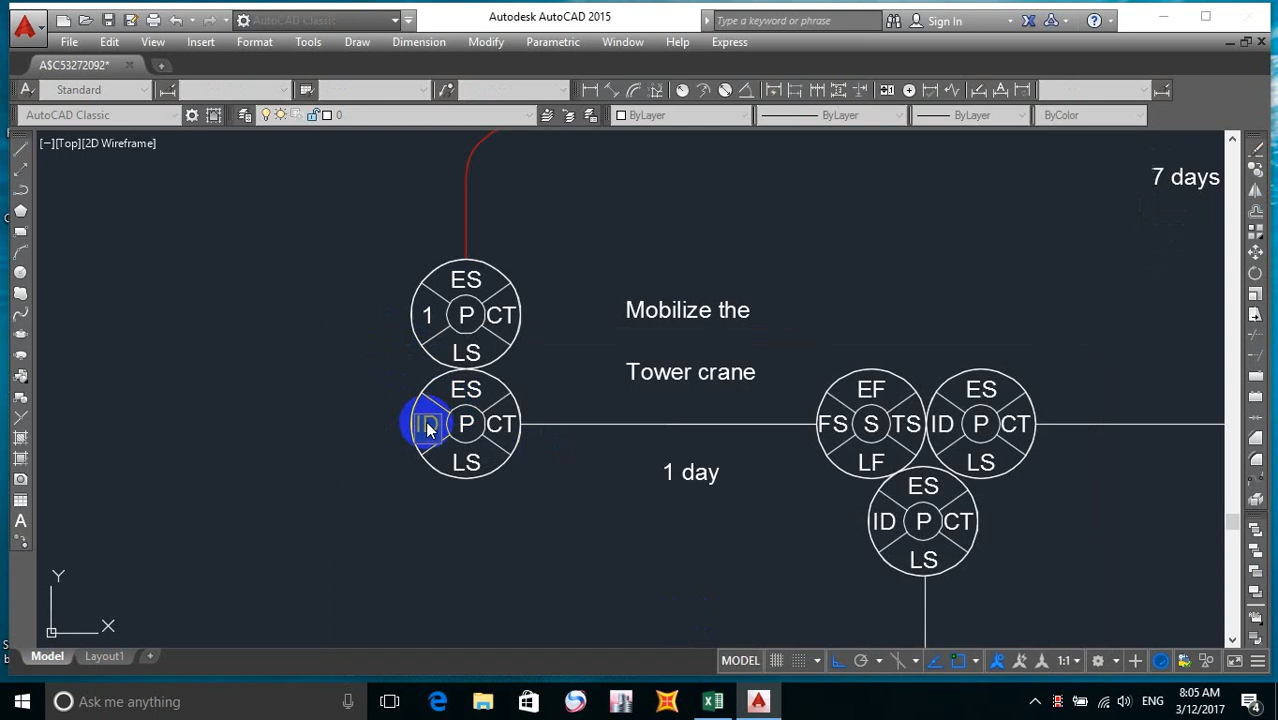 AutoCAD Classic
Autodesk AutoCAD 2015
Type a keyword or phrase
Sign In
File Edit View Insert Format Tools Draw Dimension Modify Parametric Window Help Express
A$C53272092*
Standard
AutoCAD Classic
0
ByLayer
ByLayer
ByLayer
ByColor
[−][Top][2D Wireframe]
7 days
ES
1 P CT
LS
Mobilize the
Tower crane
ES
ID P CT
LS
1 day
EF
FS S TS
LF
ES
ID P CT
LS
ES
ID P CT
LS
Y
X
Model Layout1
MODEL
1:1
Ask me anything
ENG
8:05 AM
3/12/2017
4